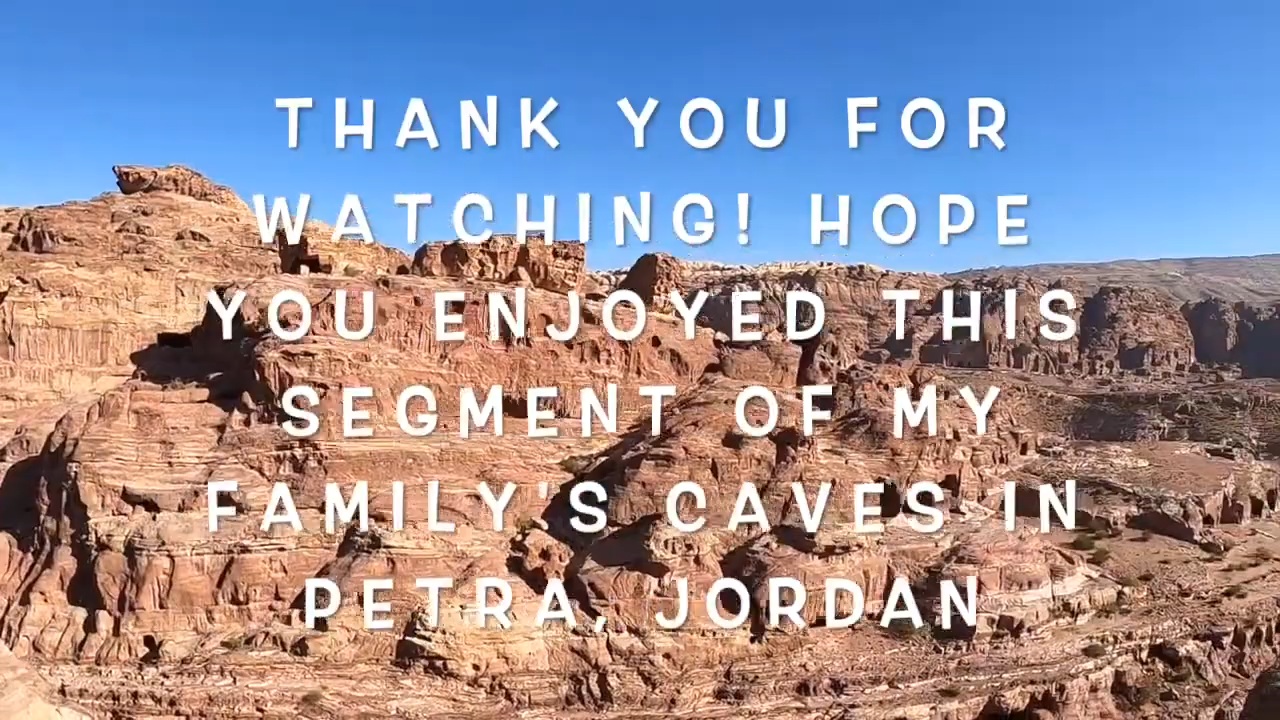 THANK YOU FOR
WATCHING! HOPE
YOU ENJOYED THIS
SEGMENT OF MY
FAMILY'S CAVES IN
PETRA, JORDAN